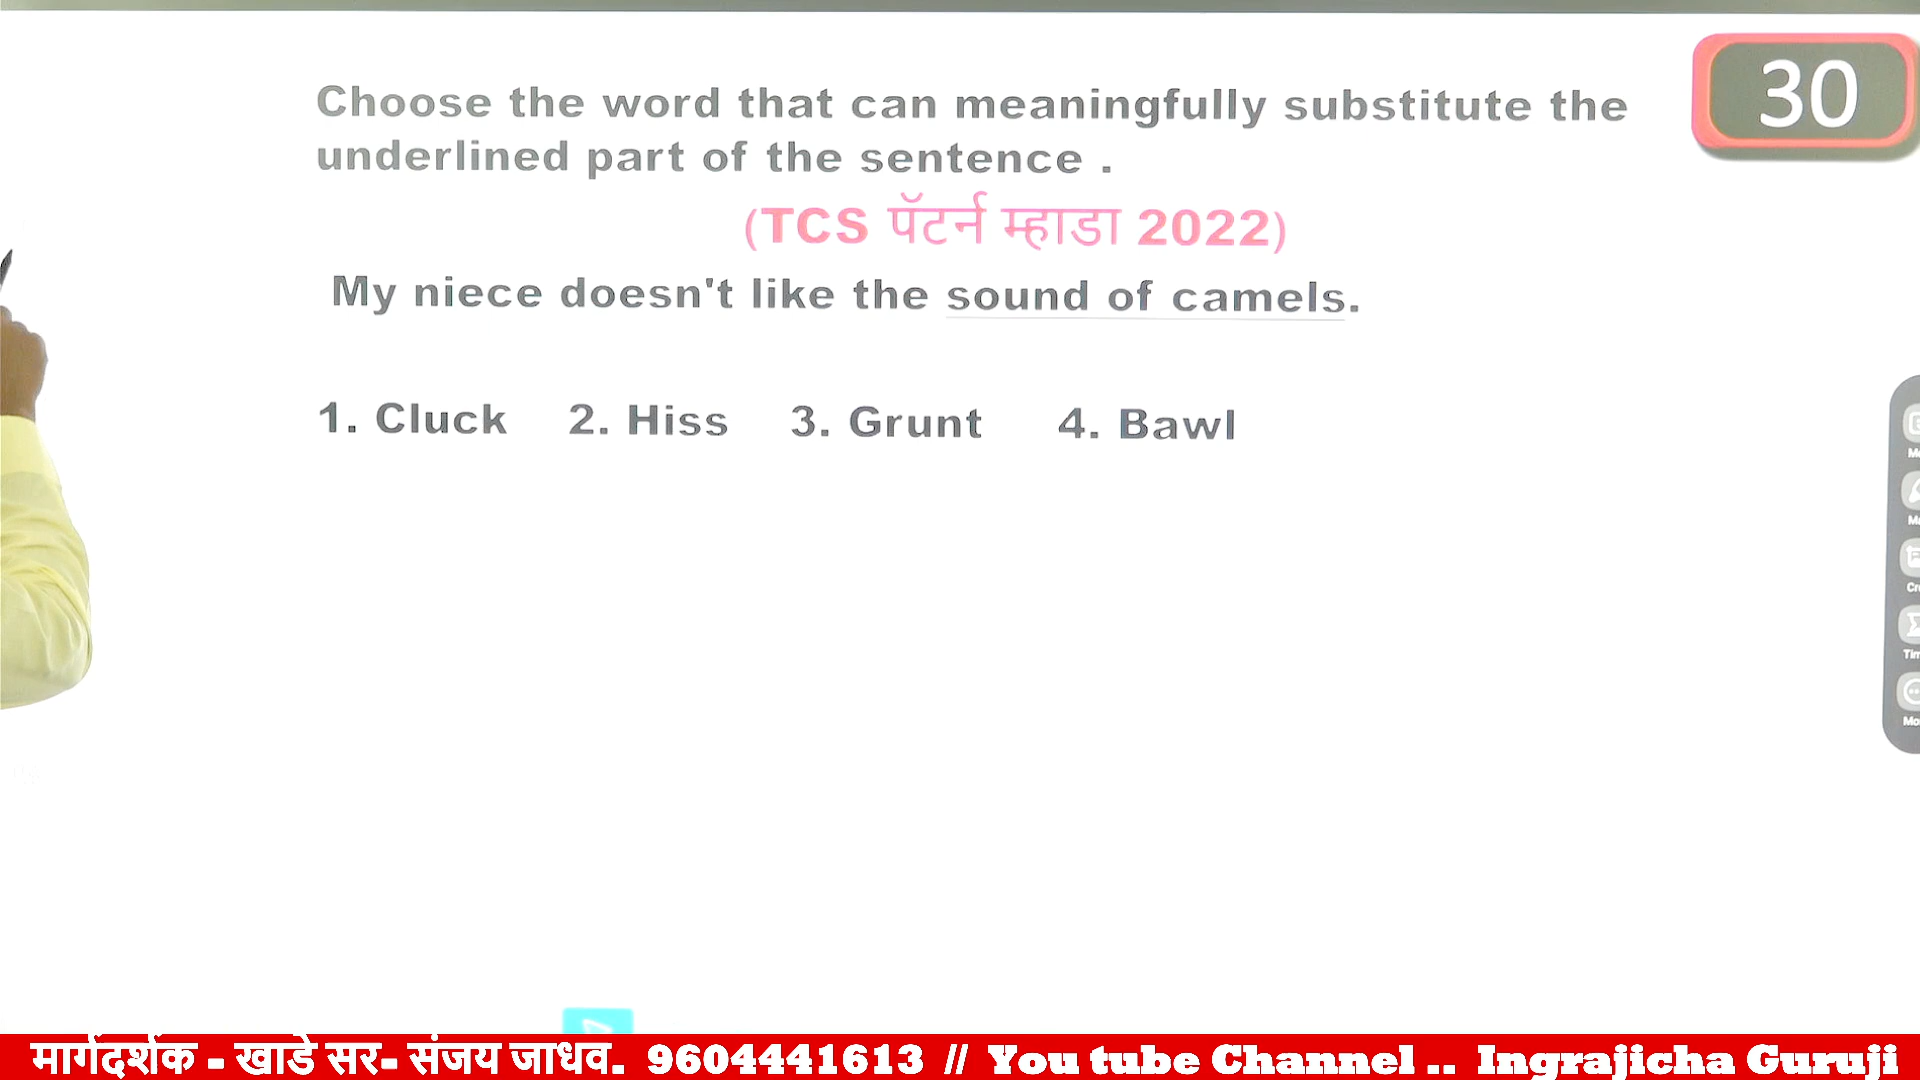 30
Choose the word that can meaningfully substitute the
underlined part of the sentence .
(TCS पॅटर्न म्हाडा 2022)
My niece doesn't like the sound of camels.
1. Cluck 2. Hiss 3. Grunt 4. Bawl
मार्गदर्शक - खाडे सर- संजय जाधव. 9604441613 // You tube Channel .. Ingrajicha Guruji